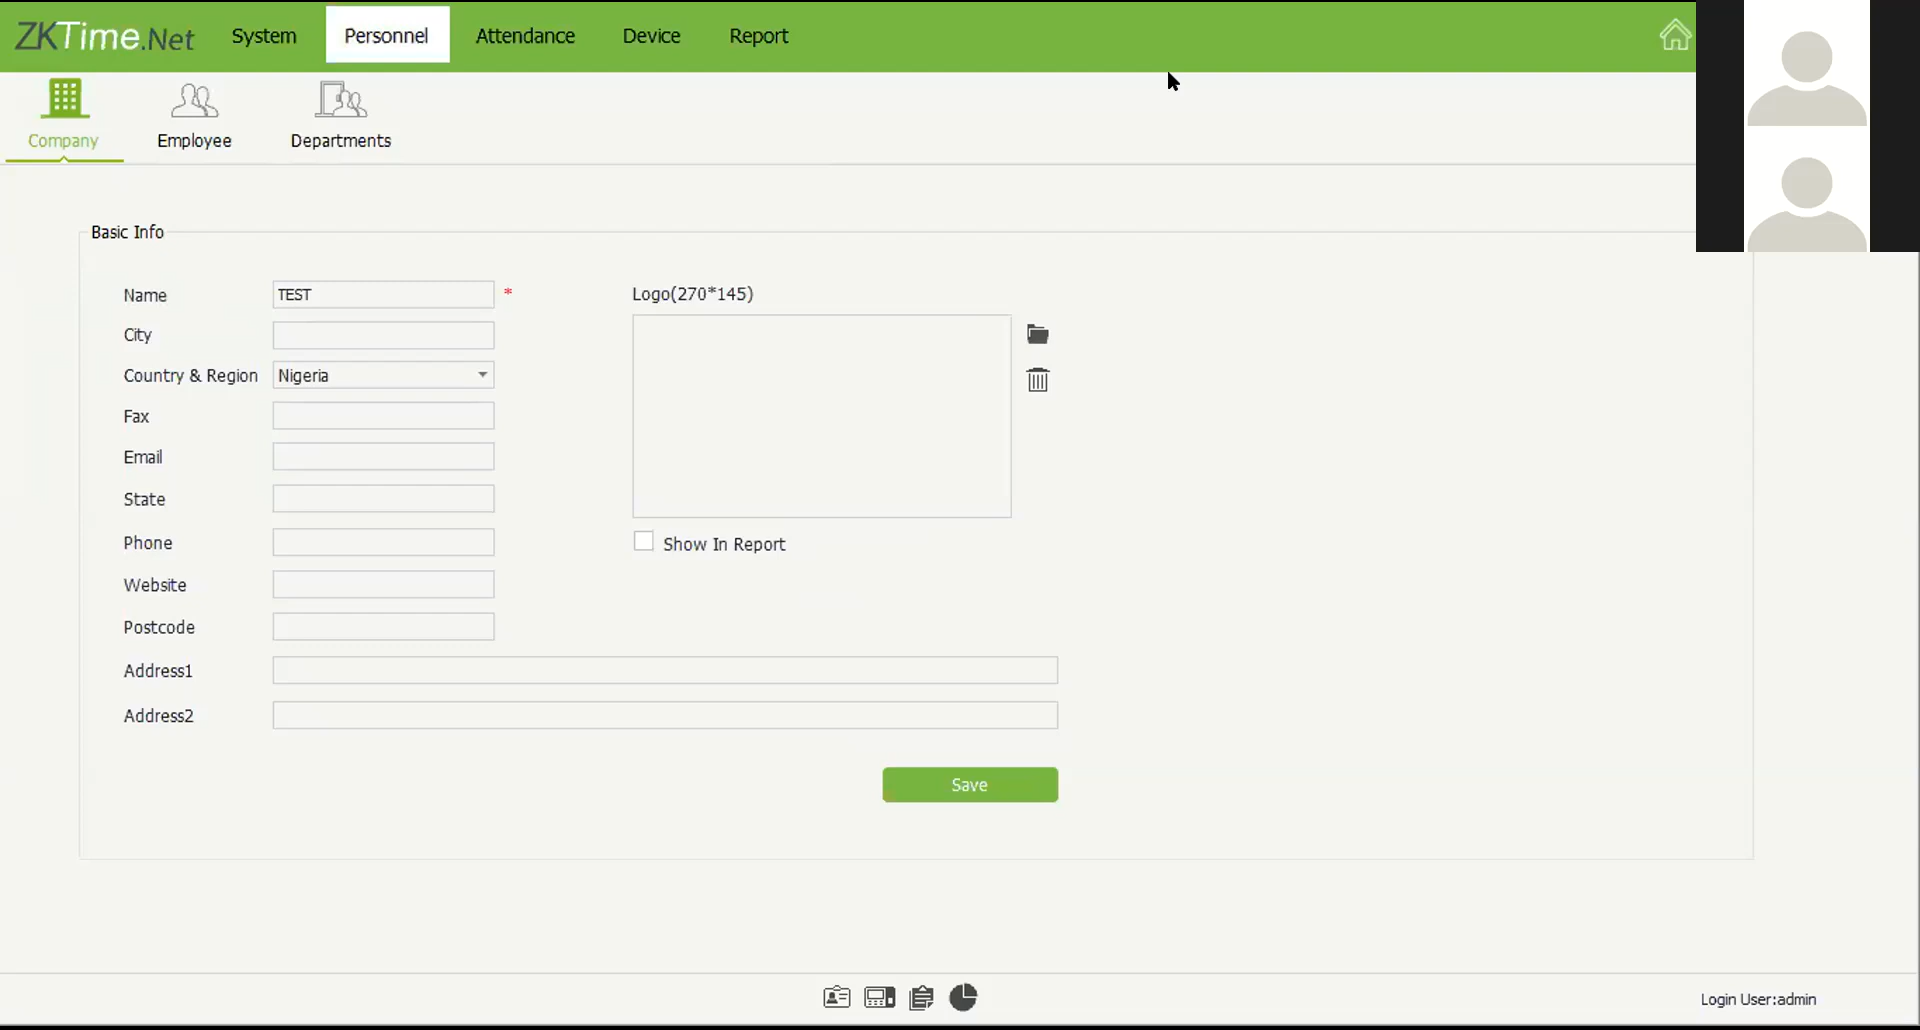 ZKTime.Net System Personnel Attendance Device Report
Company Employee Departments
Basic Info
Name TEST * Logo(270*145)
City
Country & Region Nigeria
Fax
Email
State
Phone Show In Report
Website
Postcode
Address1
Address2
Save
Login User:admin